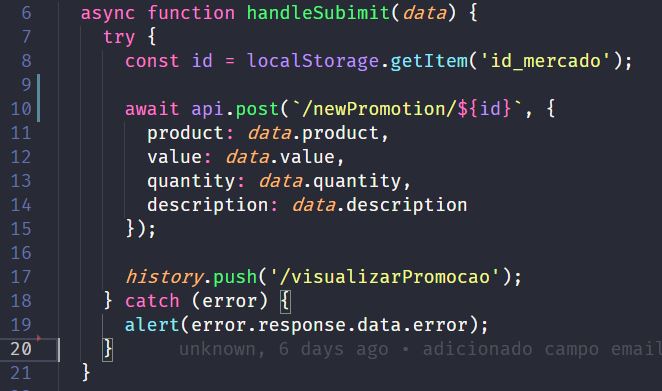 6 async function handleSubimit(data) {
7 try {
8 const id = localStorage.getItem('id_mercado');
9
10 await api.post(`/newPromotion/${id}`, {
11 product: data.product,
12 value: data.value,
13 quantity: data.quantity,
14 description: data.description
15 });
16
17 history.push('/visualizarPromocao');
18 } catch (error) {
19 alert(error.response.data.error);
20 } unknown, 6 days ago • adicionado campo email
21 }